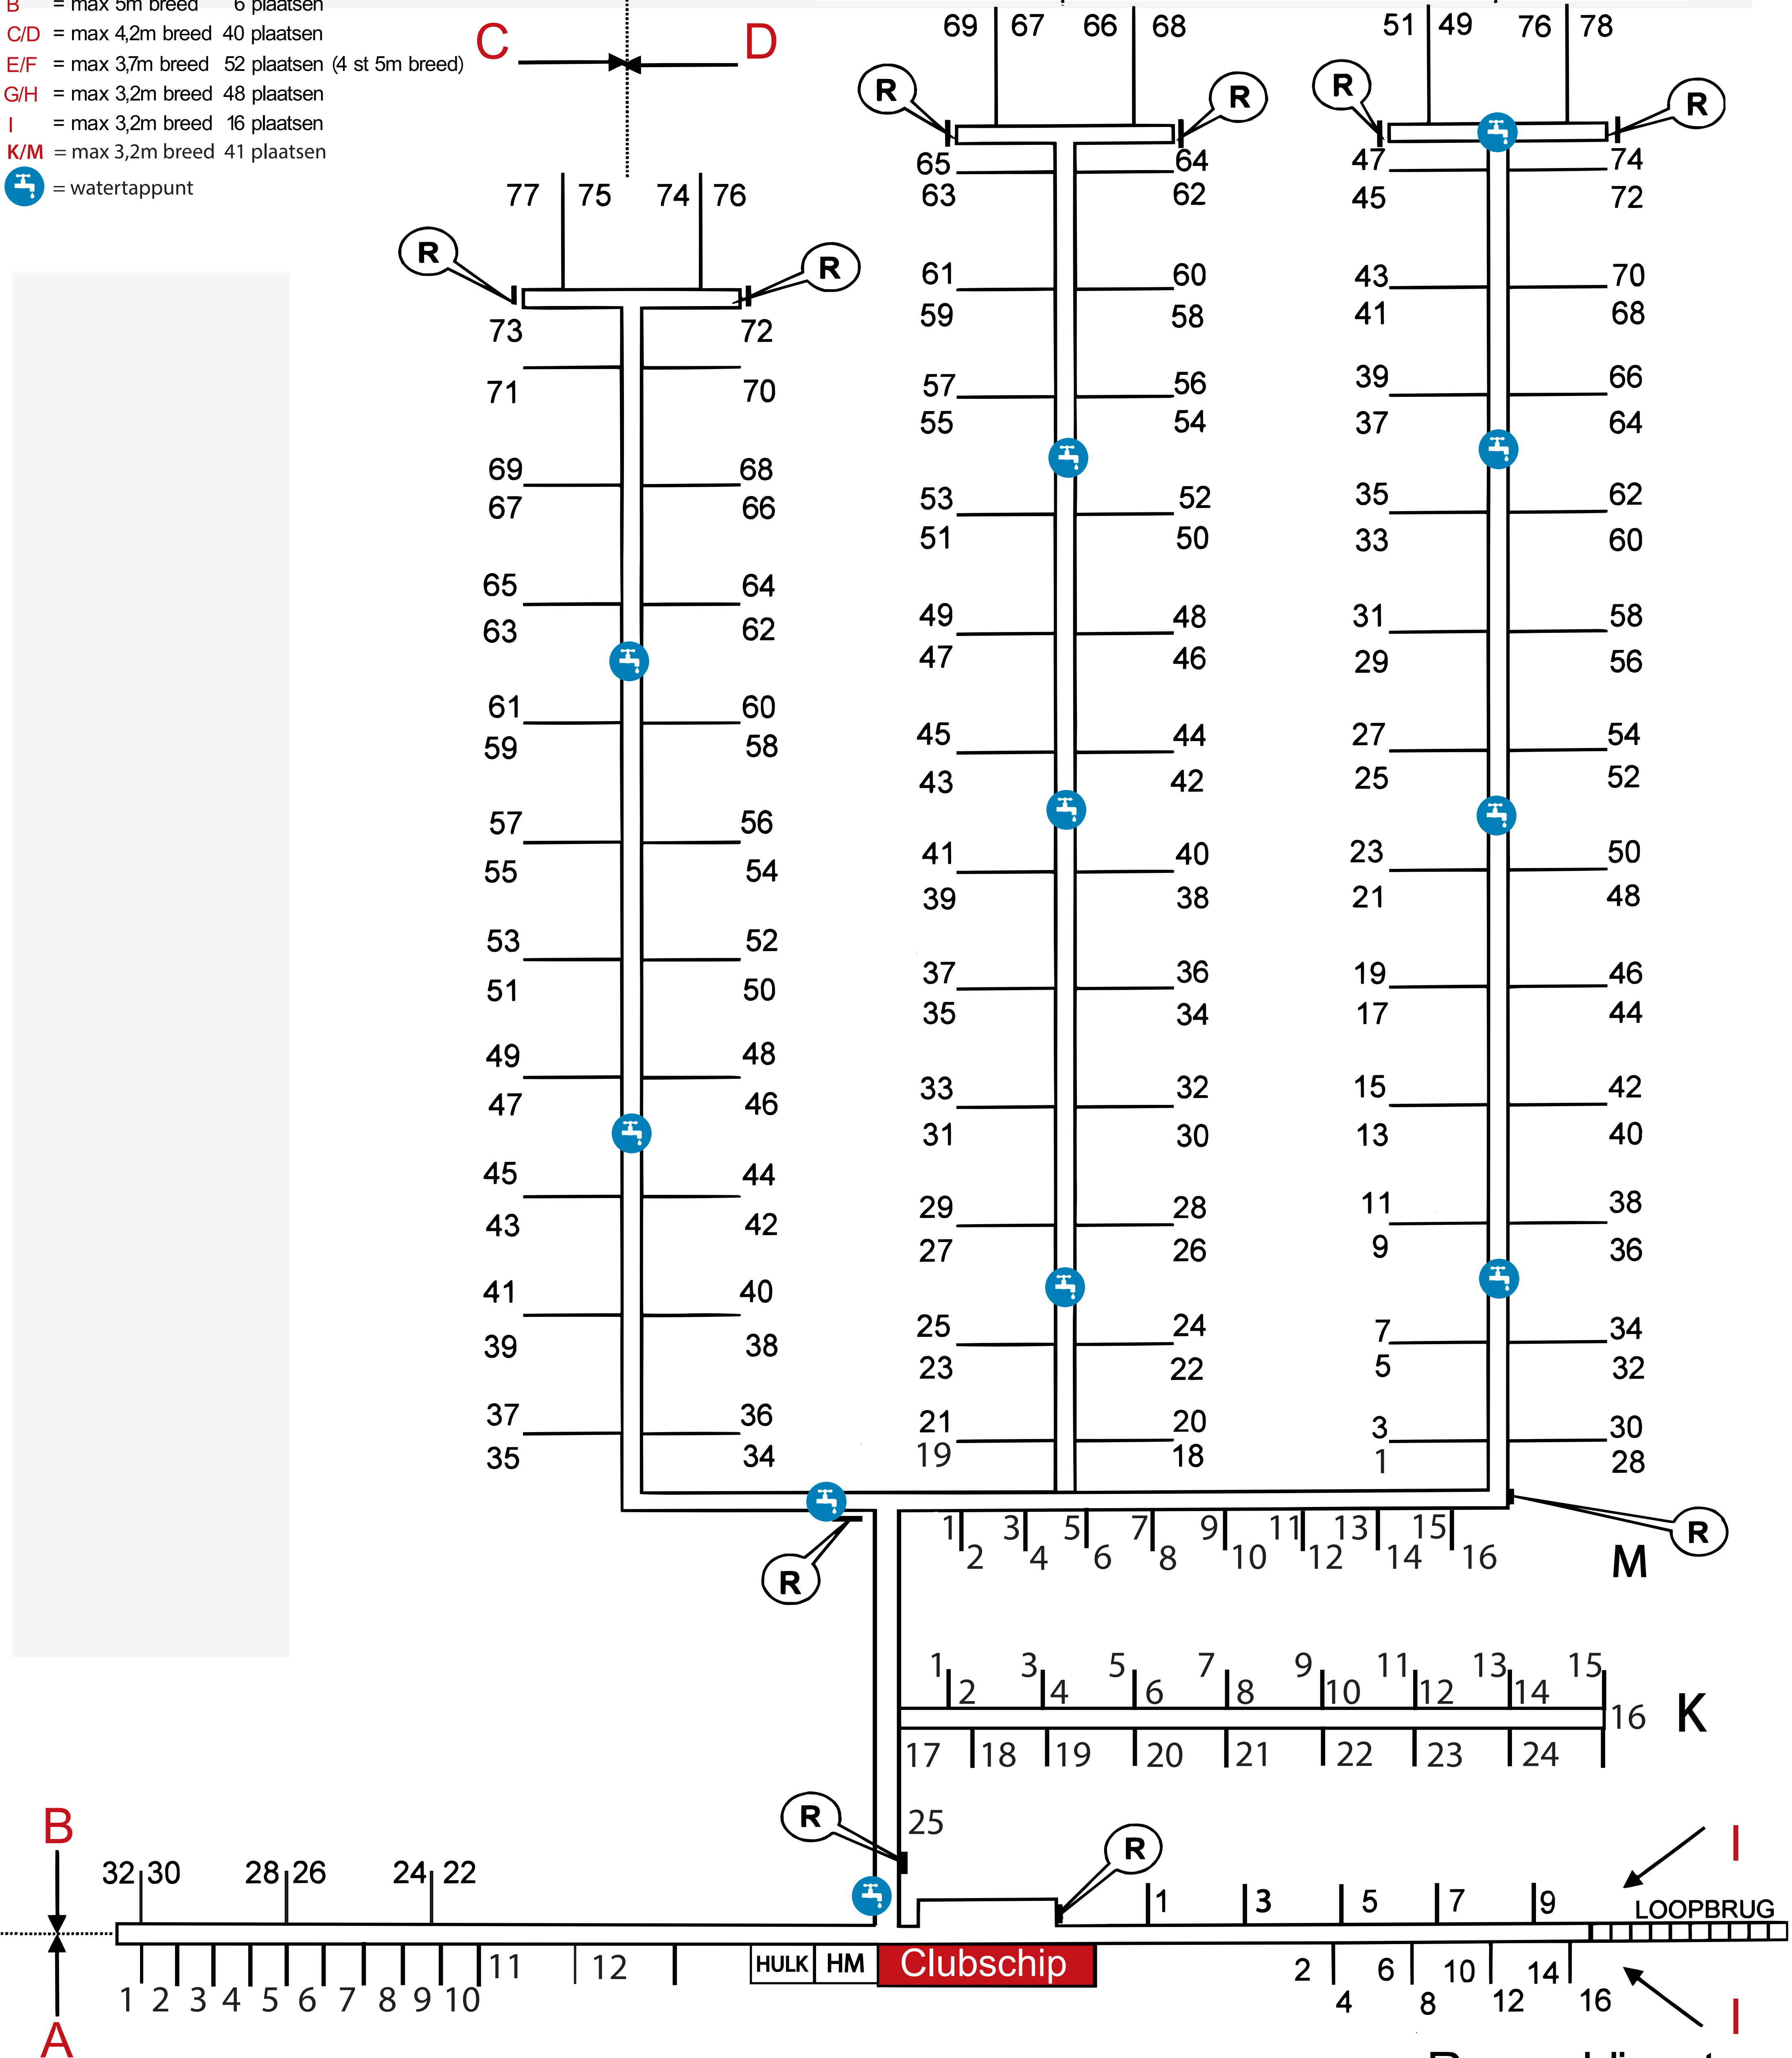 B = max 5m breed 6 plaatsen
C/D = max 4,2m breed 40 plaatsen
E/F = max 3,7m breed 52 plaatsen (4 st 5m breed)
G/H = max 3,2m breed 48 plaatsen
I = max 3,2m breed 16 plaatsen
K/M = max 3,2m breed 41 plaatsen
= watertappunt
C D
77 75 74 76
R R
73 72
71 70
69 68
67 66
65 64
63 62
61 60
59 58
57 56
55 54
53 52
51 50
49 48
47 46
45 44
43 42
41 40
39 38
37 36
35 34
69 67 66 68
R R
65 64
63 62
61 60
59 58
57 56
55 54
53 52
51 50
49 48
47 46
45 44
43 42
41 40
39 38
37 36
35 34
33 32
31 30
29 28
27 26
25 24
23 22
21 20
19 18
51 49 76 78
R R
47 74
45 72
43 70
41 68
39 66
37 64
35 62
33 60
31 58
29 56
27 54
25 52
23 50
21 48
19 46
17 44
15 42
13 40
11 38
9 36
7 34
5 32
3 30
1 28
R
R
1 3 5 7 9 11 13 15
2 4 6 8 10 12 14 16
M
1 3 5 7 9 11 13 15
2 4 6 8 10 12 14
16 K
17 18 19 20 21 22 23 24
R 25
R
B
32 30 28 26 24 22
1 3 5 7 9
I
LOOPBRUG
HULK HM Clubschip
11 12
1 2 3 4 5 6 7 8 9 10
A
2 6 10 14
4 8 12 16
I